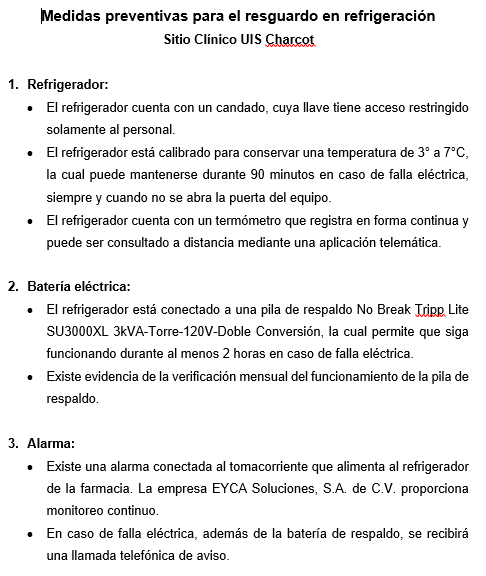 Medidas preventivas para el resguardo en refrigeración
Sitio Clínico UIS Charcot
1. Refrigerador:
• El refrigerador cuenta con un candado, cuya llave tiene acceso restringido
solamente al personal.
• El refrigerador está calibrado para conservar una temperatura de 3° a 7°C,
la cual puede mantenerse durante 90 minutos en caso de falla eléctrica,
siempre y cuando no se abra la puerta del equipo.
• El refrigerador cuenta con un termómetro que registra en forma continua y
puede ser consultado a distancia mediante una aplicación telemática.
2. Batería eléctrica:
• El refrigerador está conectado a una pila de respaldo No Break Tripp Lite
SU3000XL 3kVA-Torre-120V-Doble Conversión, la cual permite que siga
funcionando durante al menos 2 horas en caso de falla eléctrica.
• Existe evidencia de la verificación mensual del funcionamiento de la pila de
respaldo.
3. Alarma:
• Existe una alarma conectada al tomacorriente que alimenta al refrigerador
de la farmacia. La empresa EYCA Soluciones, S.A. de C.V. proporciona
monitoreo continuo.
• En caso de falla eléctrica, además de la batería de respaldo, se recibirá
una llamada telefónica de aviso.